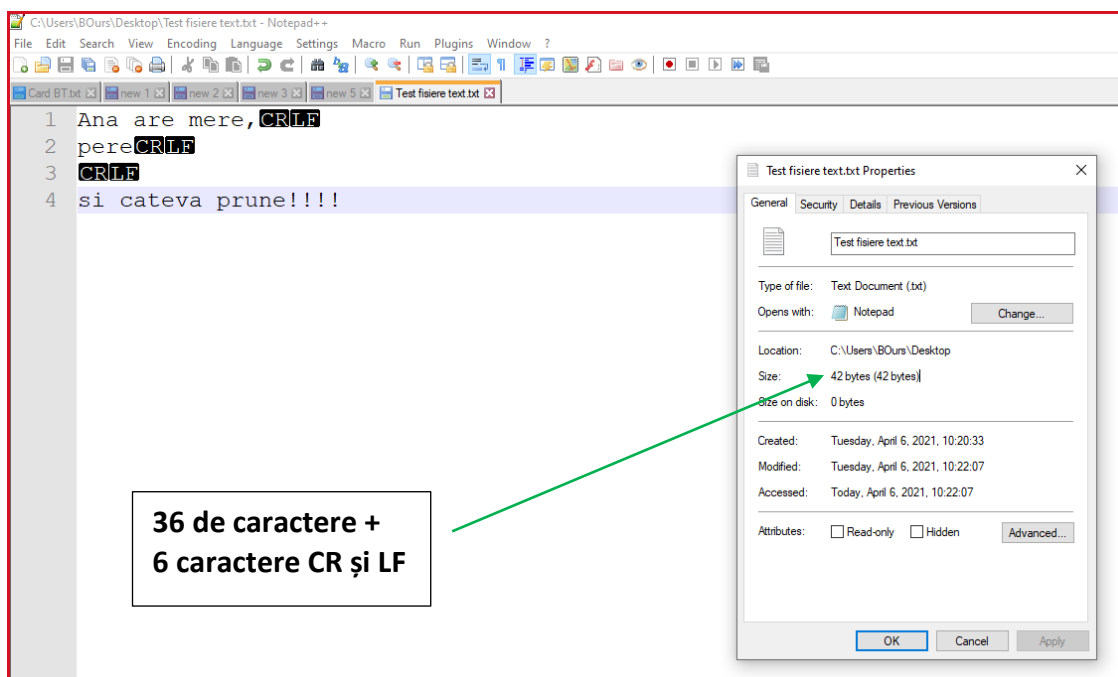 C:\Users\BOurs\Desktop\Test fisiere text.txt - Notepad++
File Edit Search View Encoding Language Settings Macro Run Plugins Window ?
Card BT.txt new 1 new 2 new 3 new 5 Test fisiere text.txt
1 Ana are mere,CRLF
2 pereCRLF
3 CRLF
4 si cateva prune!!!!
Test fisiere text.txt Properties
General Security Details Previous Versions
Test fisiere text.txt
Type of file: Text Document (.txt)
Opens with: Notepad Change...
Location: C:\Users\BOurs\Desktop
Size: 42 bytes (42 bytes)
Size on disk: 0 bytes
Created: Tuesday, April 6, 2021, 10:20:33
Modified: Tuesday, April 6, 2021, 10:22:07
Accessed: Today, April 6, 2021, 10:22:07
Attributes: Read-only Hidden Advanced...
OK Cancel Apply
36 de caractere +
6 caractere CR și LF